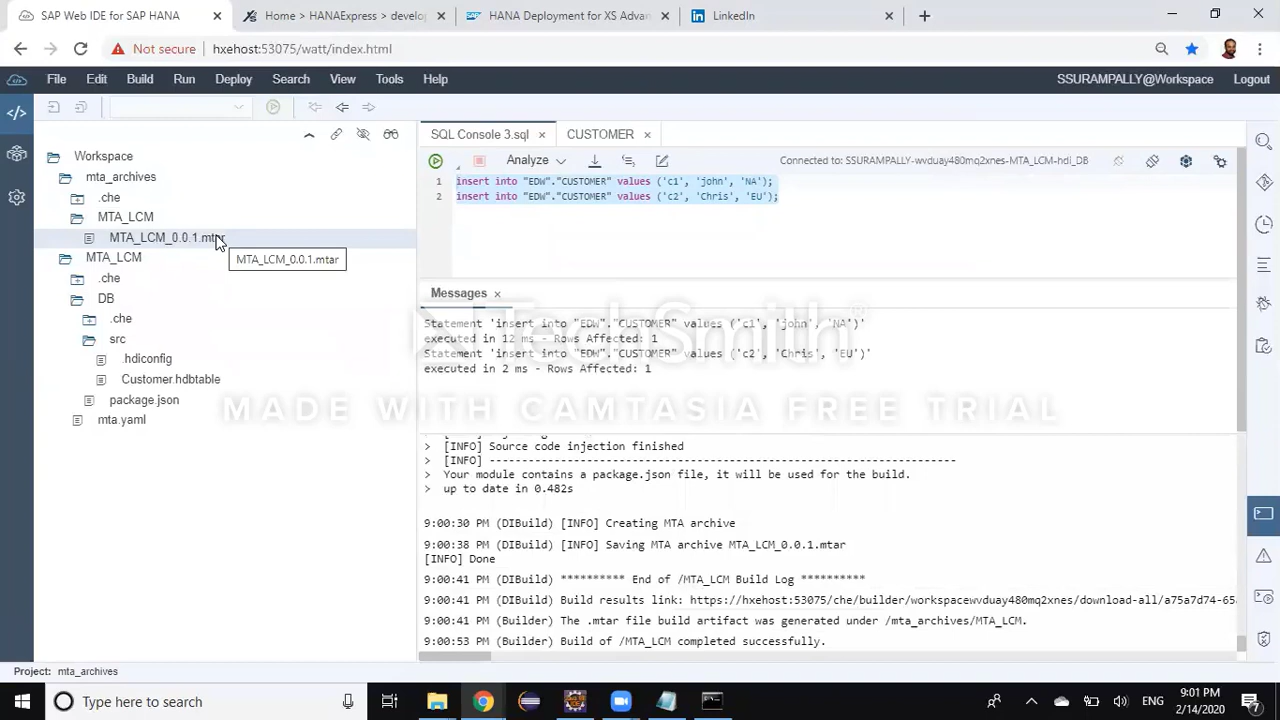 SAP Web IDE for SAP HANA
Home > HANAExpress > develop
HANA Deployment for XS Advan
LinkedIn
Not secure
hxehost:53075/watt/index.html
File Edit Build Run Deploy Search View Tools Help
SSURAMPALLY@Workspace
Logout
Workspace
mta_archives
.che
MTA_LCM
MTA_LCM_0.0.1.mtar
MTA_LCM_0.0.1.mtar
MTA_LCM
.che
DB
.che
src
.hdiconfig
Customer.hdbtable
package.json
mta.yaml
SQL Console 3.sql
CUSTOMER
Analyze
Connected to: SSURAMPALLY-wvduay480mq2xnes-MTA_LCM-hdi_DB
1 insert into "EDW"."CUSTOMER" values ('c1', 'john', 'NA');
2 insert into "EDW"."CUSTOMER" values ('c2', 'Chris', 'EU');
Messages
Statement 'insert into "EDW"."CUSTOMER" values ('c1', 'john', 'NA')'
executed in 12 ms - Rows Affected: 1
Statement 'insert into "EDW"."CUSTOMER" values ('c2', 'Chris', 'EU')'
executed in 2 ms - Rows Affected: 1
TechSmith
MADE WITH CAMTASIA FREE TRIAL
> [INFO] Source code injection finished
> [INFO] ------------------------------------------------------------------------
> Your module contains a package.json file, it will be used for the build.
> up to date in 0.482s
9:00:30 PM (DIBuild) [INFO] Creating MTA archive
9:00:38 PM (DIBuild) [INFO] Saving MTA archive MTA_LCM_0.0.1.mtar
[INFO] Done
9:00:41 PM (DIBuild) ********** End of /MTA_LCM Build Log **********
9:00:41 PM (DIBuild) Build results link: https://hxehost:53075/che/builder/workspacewvduay480mq2xnes/download-all/a75a7d74-65
9:00:41 PM (Builder) The .mtar file build artifact was generated under /mta_archives/MTA_LCM.
9:00:53 PM (Builder) Build of /MTA_LCM completed successfully.
Project: mta_archives
Type here to search
ENG
9:01 PM
2/14/2020
7